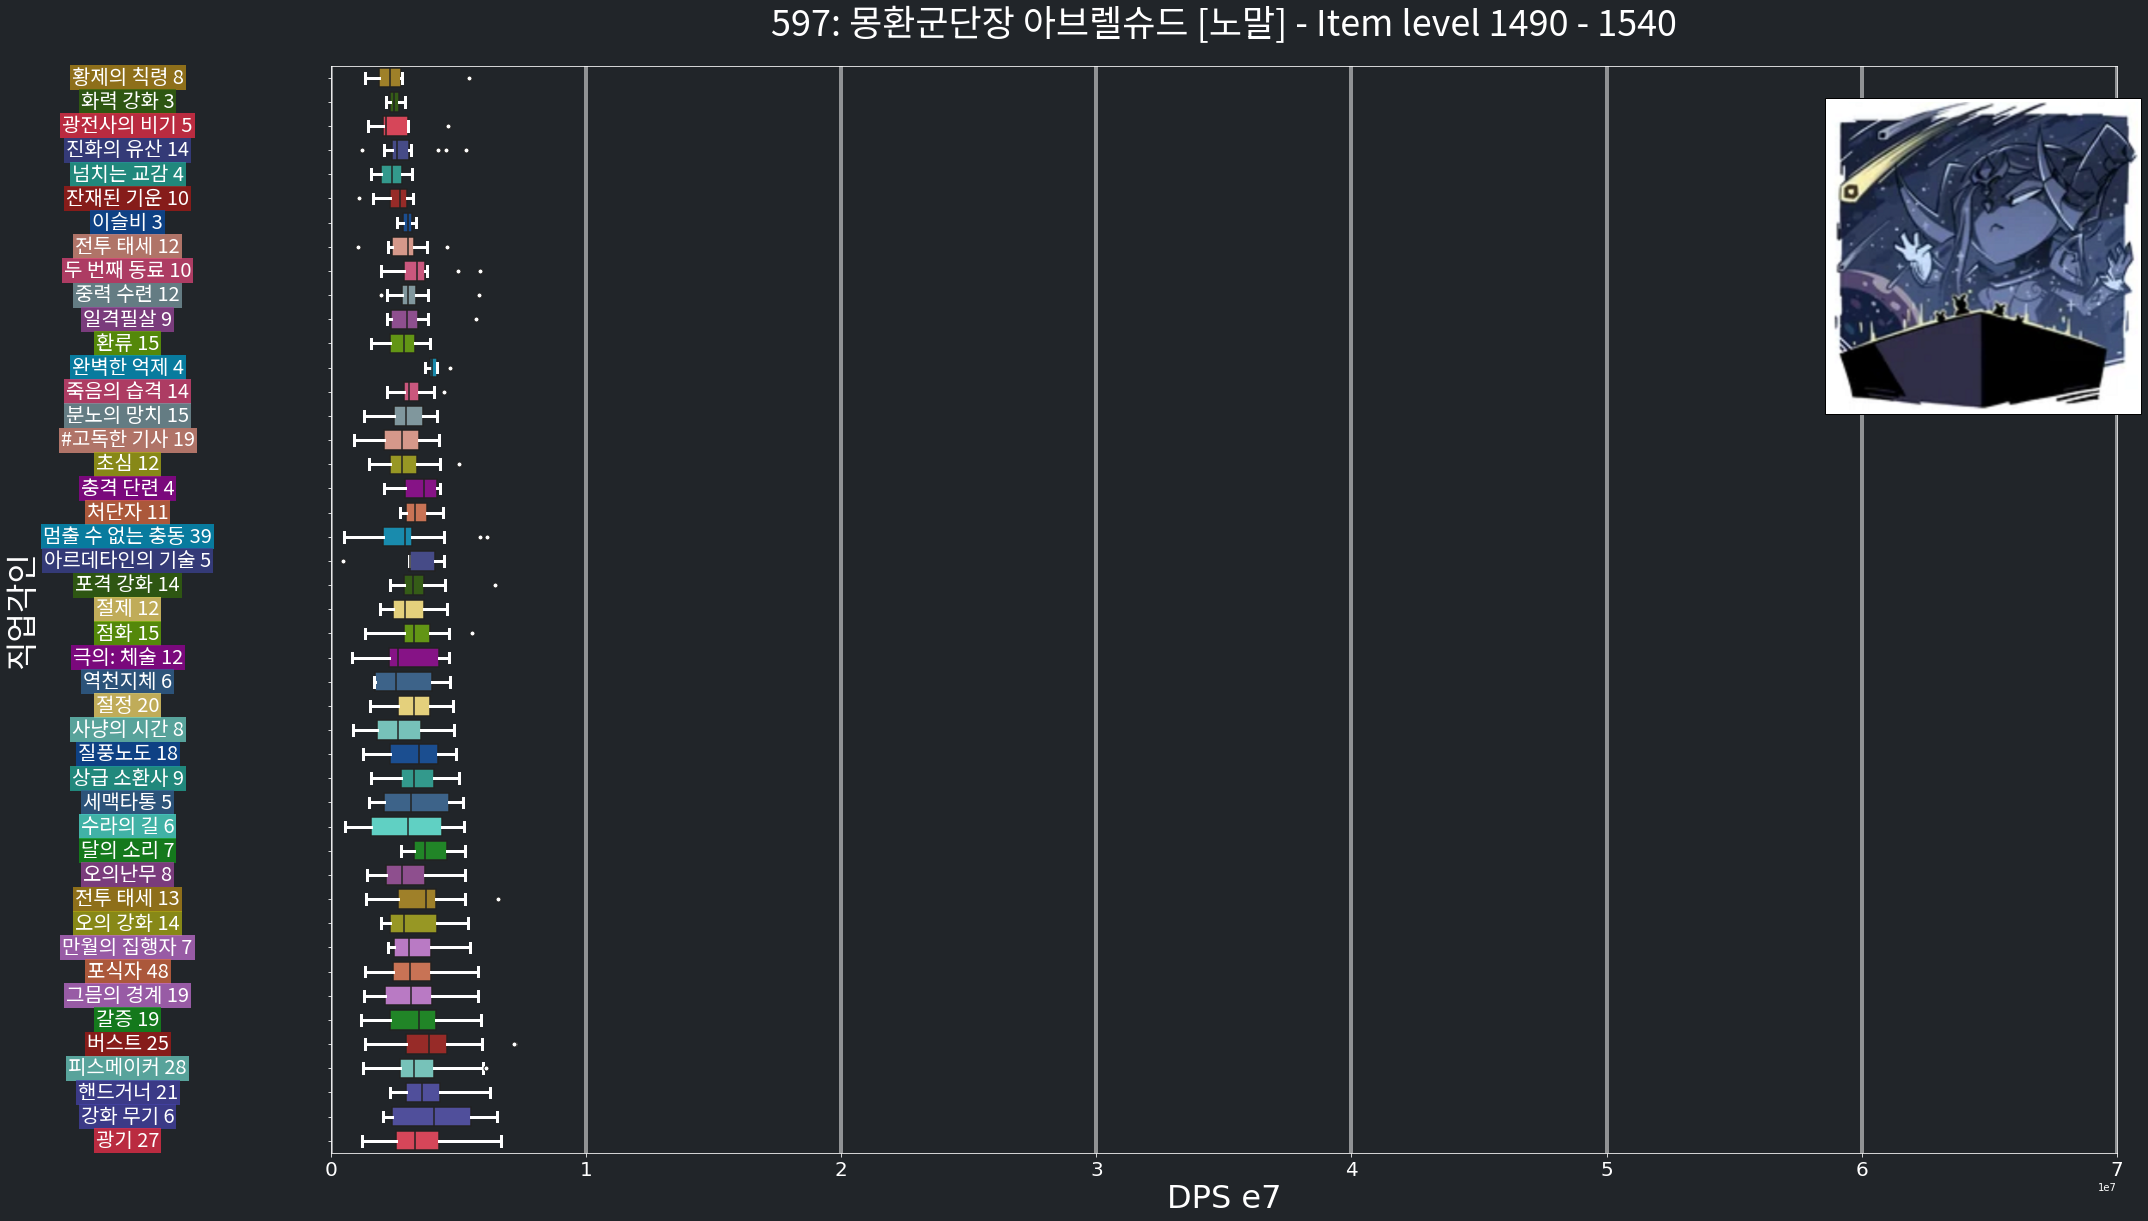 597: 몽환군단장 아브렐슈드 [노말] - Item level 1490 - 1540
황제의 칙령 8
화력 강화 3
광전사의 비기 5
진화의 유산 14
넘치는 교감 4
잔재된 기운 10
이슬비 3
전투 태세 12
두 번째 동료 10
중력 수련 12
일격필살 9
환류 15
완벽한 억제 4
죽음의 습격 14
분노의 망치 15
#고독한 기사 19
초심 12
충격 단련 4
처단자 11
멈출 수 없는 충동 39
아르데타인의 기술 5
포격 강화 14
절제 12
점화 15
극의: 체술 12
역천지체 6
절정 20
사냥의 시간 8
질풍노도 18
상급 소환사 9
세맥타통 5
수라의 길 6
달의 소리 7
오의난무 8
전투 태세 13
오의 강화 14
만월의 집행자 7
포식자 48
그믐의 경계 19
갈증 19
버스트 25
피스메이커 28
핸드거너 21
강화 무기 6
광기 27
직업각인
0 1 2 3 4 5 6 7
1e7
DPS e7